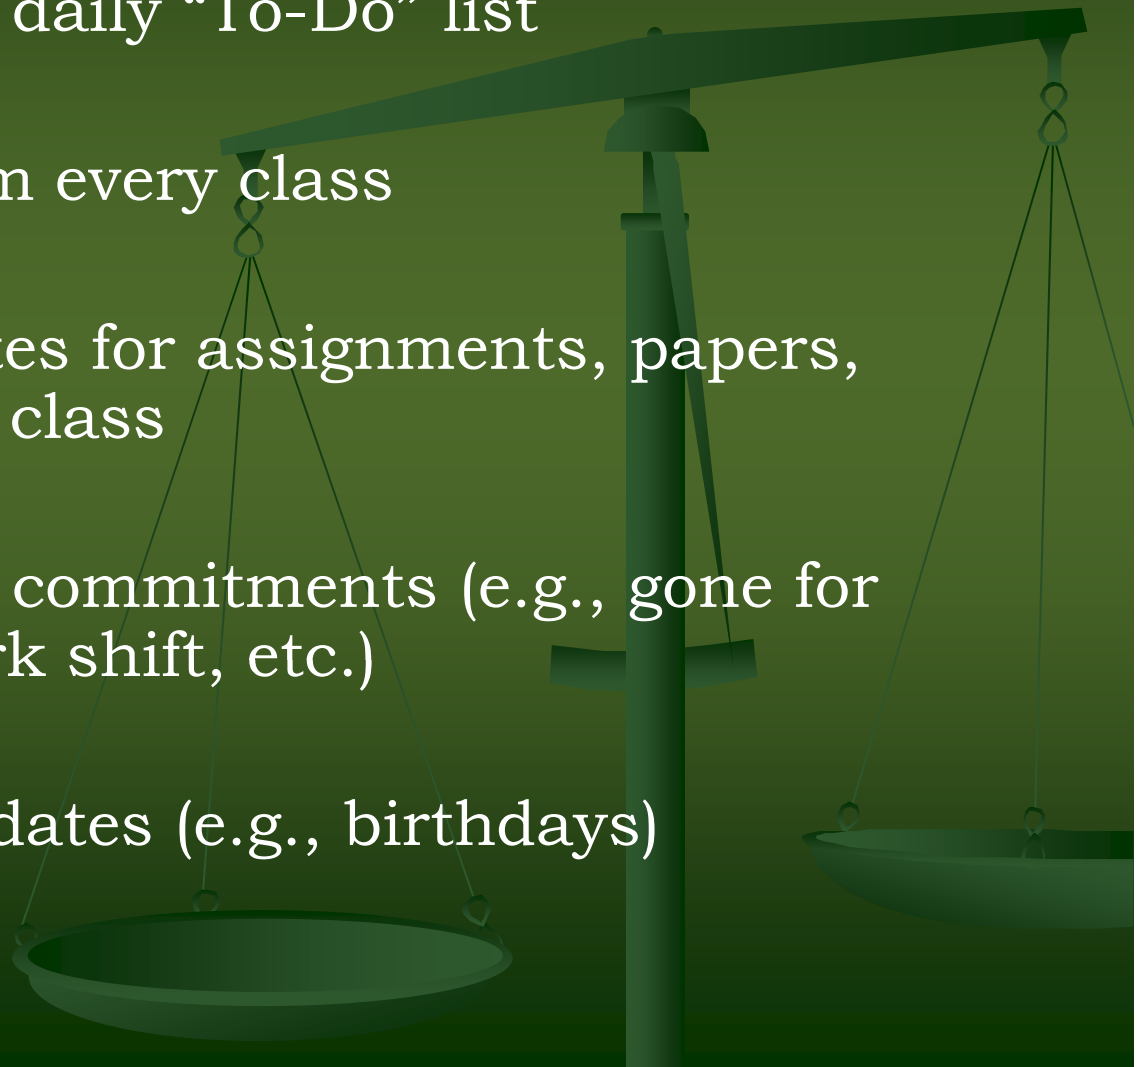 daily “To-Do” list
m every class
tes for assignments, papers,
class
commitments (e.g., gone for
rk shift, etc.)
dates (e.g., birthdays)